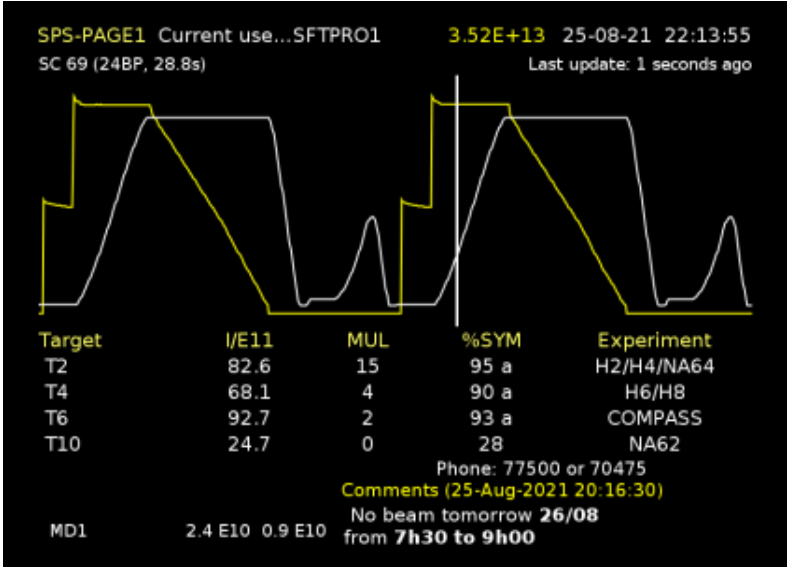 SPS-PAGE1 Current use...SFTPRO1 3.52E+13 25-08-21 22:13:55
SC 69 (24BP, 28.8s) Last update: 1 seconds ago
Target I/E11 MUL %SYM Experiment
T2 82.6 15 95 a H2/H4/NA64
T4 68.1 4 90 a H6/H8
T6 92.7 2 93 a COMPASS
T10 24.7 0 28 NA62
Phone: 77500 or 70475
Comments (25-Aug-2021 20:16:30)
No beam tomorrow 26/08
MD1 2.4 E10 0.9 E10 from 7h30 to 9h00